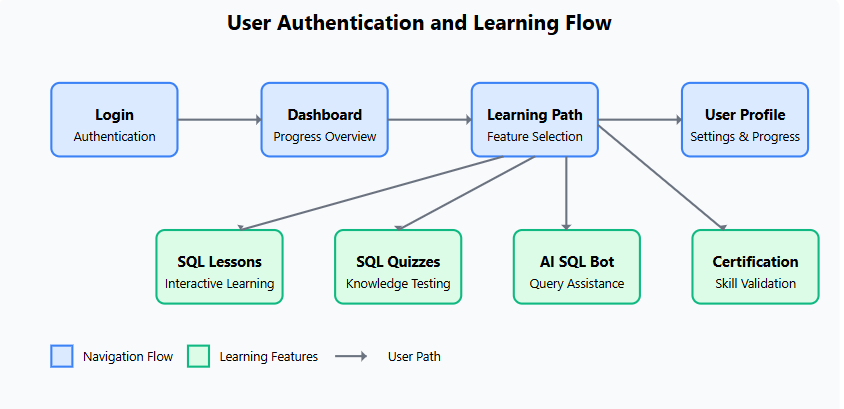 User Authentication and Learning Flow
Login
Authentication
Dashboard
Progress Overview
Learning Path
Feature Selection
User Profile
Settings & Progress
SQL Lessons
Interactive Learning
SQL Quizzes
Knowledge Testing
AI SQL Bot
Query Assistance
Certification
Skill Validation
Navigation Flow
Learning Features
User Path